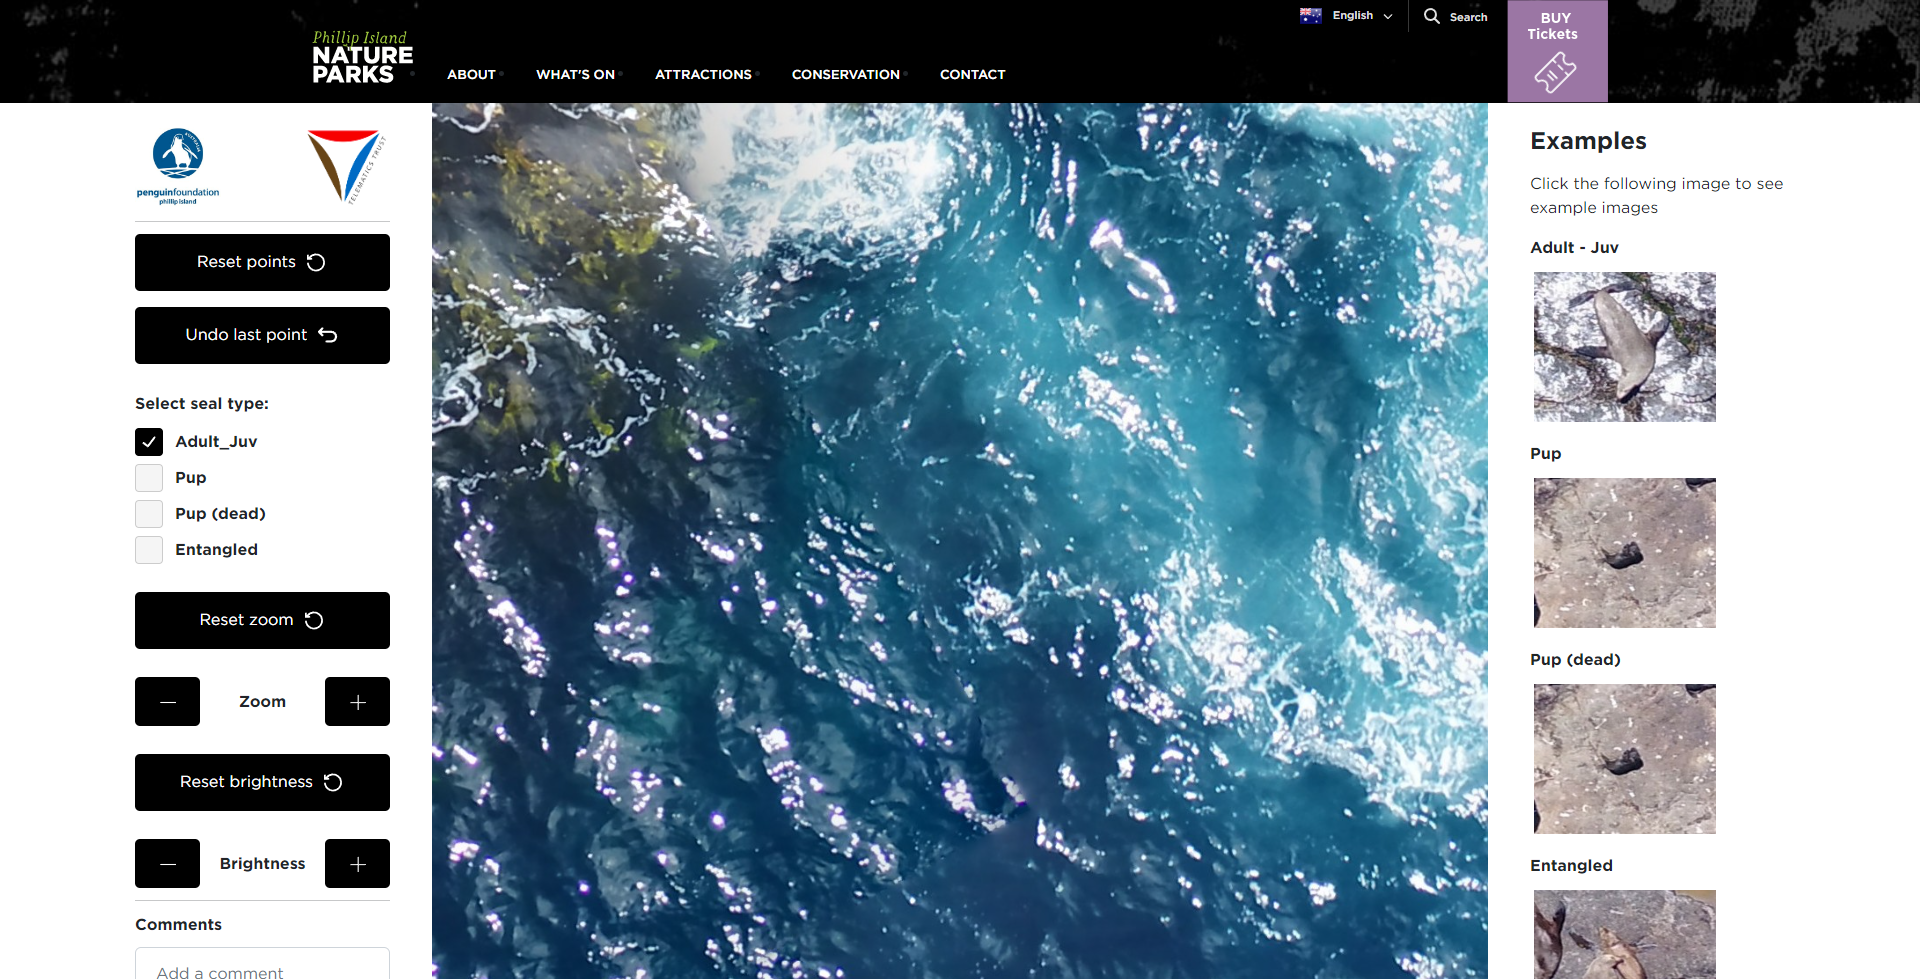 English
Search
BUY
Tickets
Phillip Island
NATURE
PARKS
ABOUT
WHAT'S ON
ATTRACTIONS
CONSERVATION
CONTACT
penguinfoundation
phillip island
TELEMATICS TRUST
Reset points
Undo last point
Select seal type:
Adult_Juv
Pup
Pup (dead)
Entangled
Reset zoom
Zoom
Reset brightness
Brightness
Comments
Add a comment
Examples
Click the following image to see
example images
Adult - Juv
Pup
Pup (dead)
Entangled